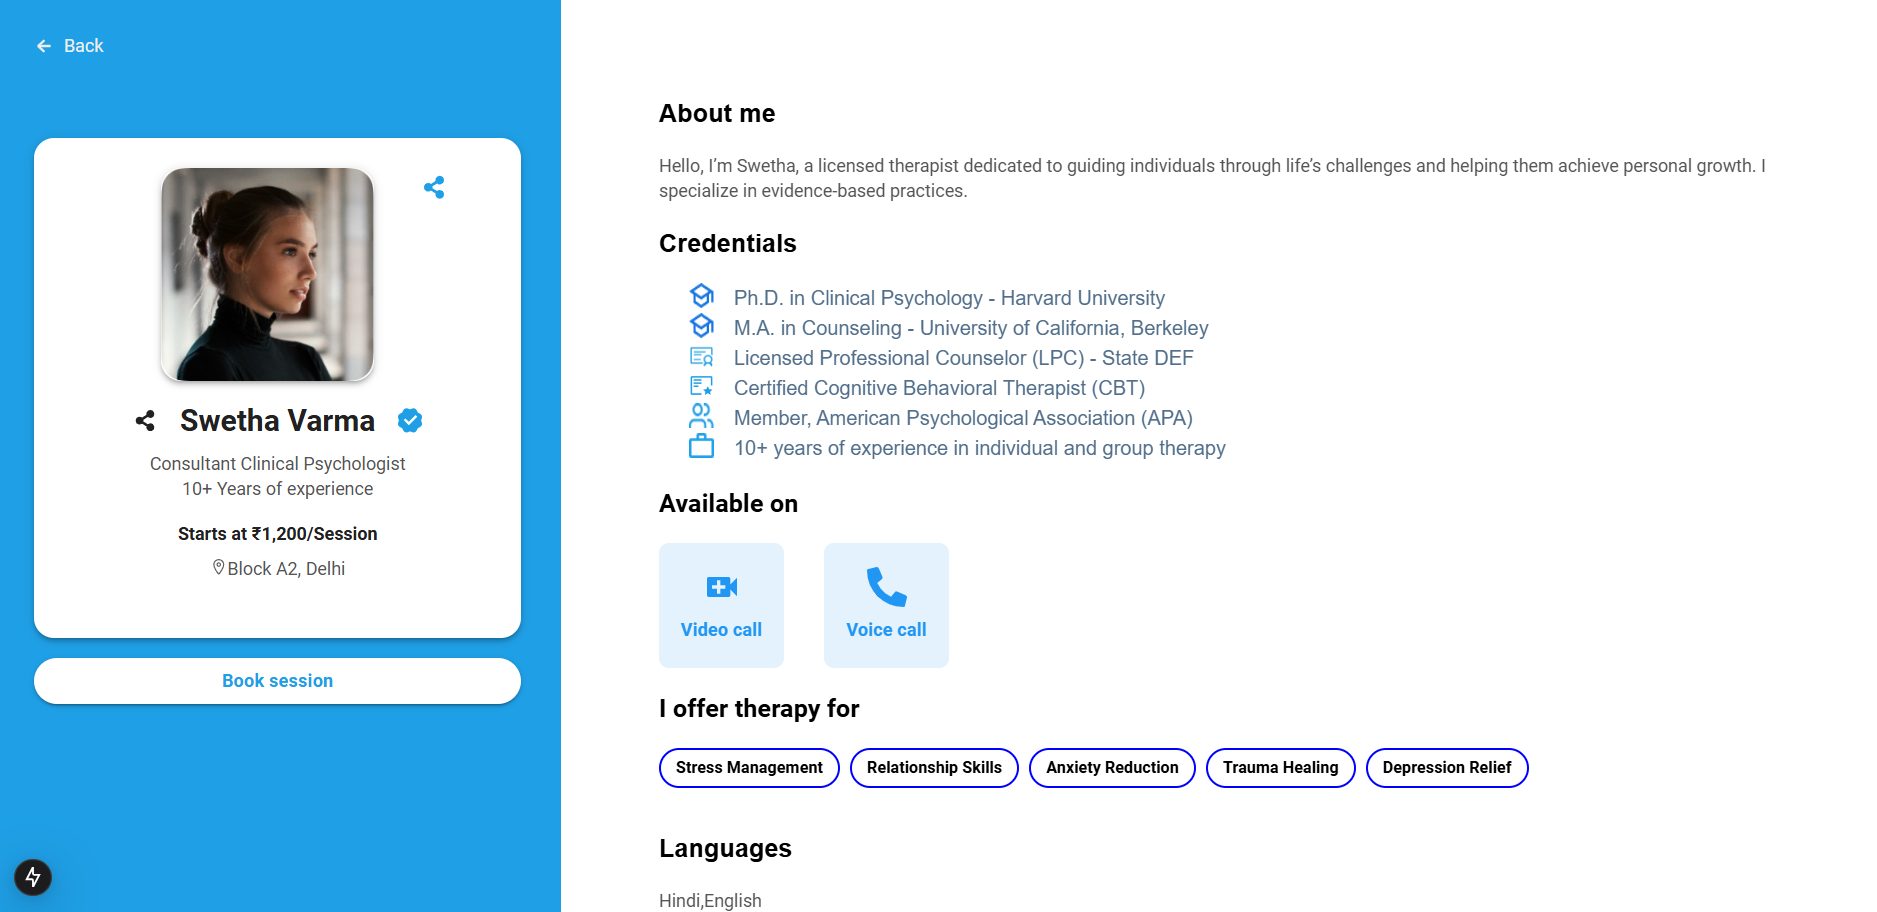 Back
Swetha Varma
Consultant Clinical Psychologist
10+ Years of experience
Starts at ₹1,200/Session
Block A2, Delhi
Book session
About me
Hello, I’m Swetha, a licensed therapist dedicated to guiding individuals through life’s challenges and helping them achieve personal growth. I
specialize in evidence-based practices.
Credentials
Ph.D. in Clinical Psychology - Harvard University
M.A. in Counseling - University of California, Berkeley
Licensed Professional Counselor (LPC) - State DEF
Certified Cognitive Behavioral Therapist (CBT)
Member, American Psychological Association (APA)
10+ years of experience in individual and group therapy
Available on
Video call
Voice call
I offer therapy for
Stress Management
Relationship Skills
Anxiety Reduction
Trauma Healing
Depression Relief
Languages
Hindi,English